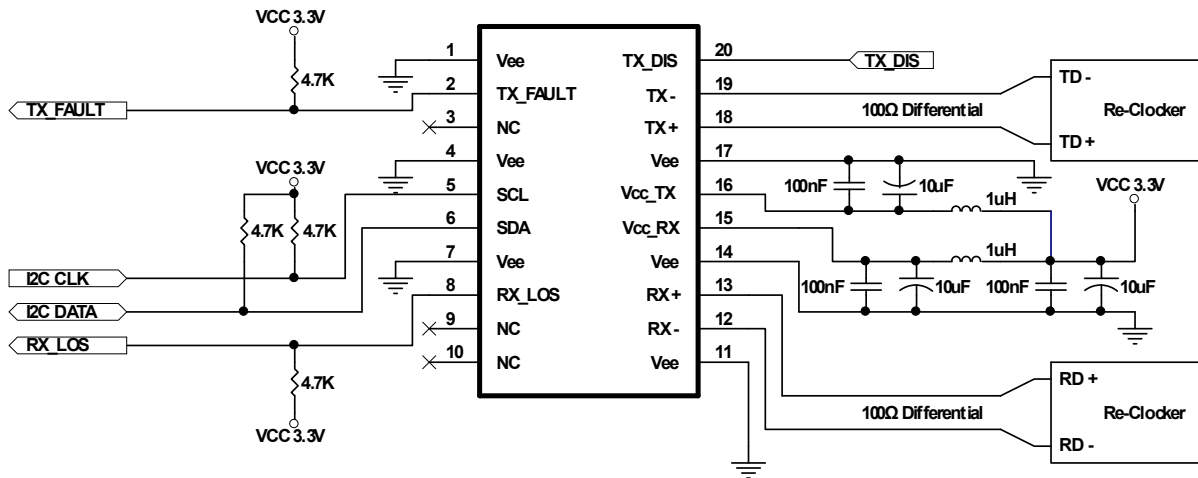 VCC 3.3V
4.7K
TX_FAULT
VCC 3.3V
4.7K
4.7K
I2C CLK
I2C DATA
RX_LOS
4.7K
VCC 3.3V
1
2
3
4
5
6
7
8
9
10
Vee
TX_FAULT
NC
Vee
SCL
SDA
Vee
RX_LOS
NC
NC
TX_DIS
TX -
TX+
Vee
Vcc_TX
Vcc_RX
Vee
RX+
RX -
Vee
20
19
18
17
16
15
14
13
12
11
TX_DIS
100Ω Differential
TD -
Re-Clocker
TD +
100nF
10uF
1uH
VCC 3.3V
1uH
100nF
10uF
100nF
10uF
RD +
100Ω Differential
Re-Clocker
RD -